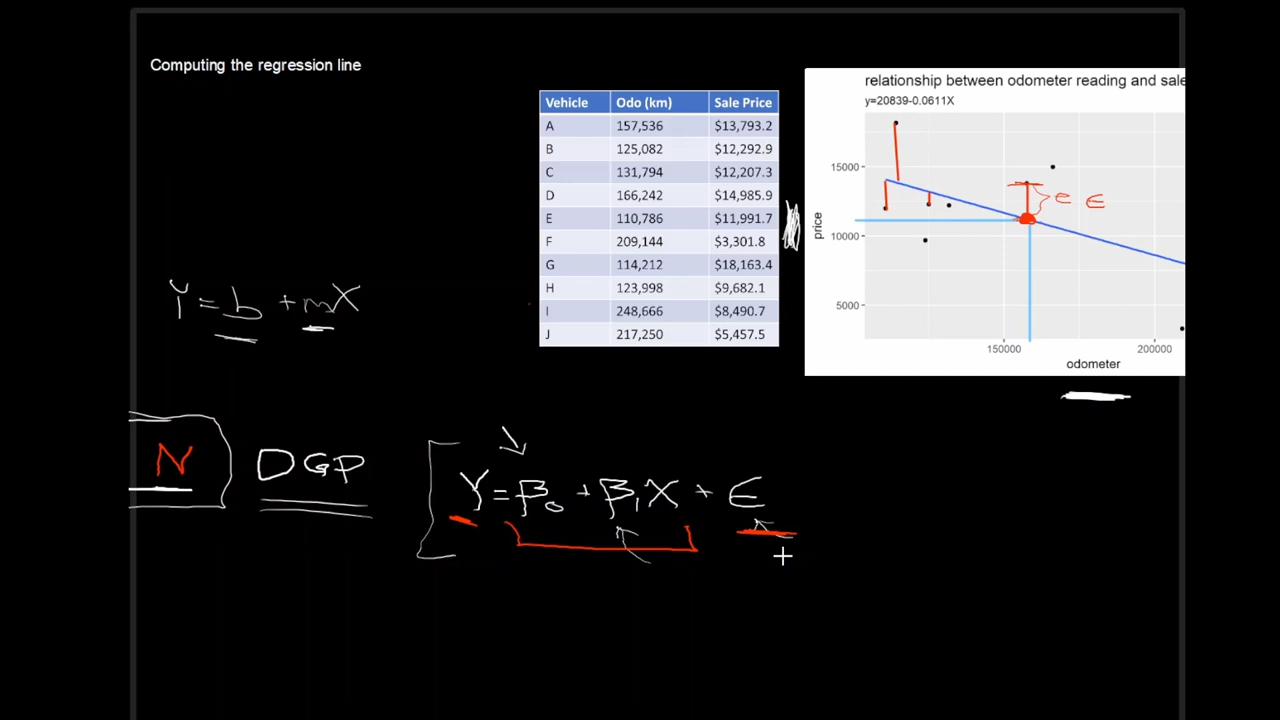 Computing the regression line
Vehicle Odo (km) Sale Price
A 157,536 $13,793.2
B 125,082 $12,292.9
C 131,794 $12,207.3
D 166,242 $14,985.9
E 110,786 $11,991.7
F 209,144 $3,301.8
G 114,212 $18,163.4
H 123,998 $9,682.1
I 248,666 $8,490.7
J 217,250 $5,457.5
relationship between odometer reading and sale
y=20839-0.0611X
15000
10000
5000
price
e ϵ
150000 200000
odometer
Y = b + mX
N DGP Y = β₀ + β₁X + ϵ